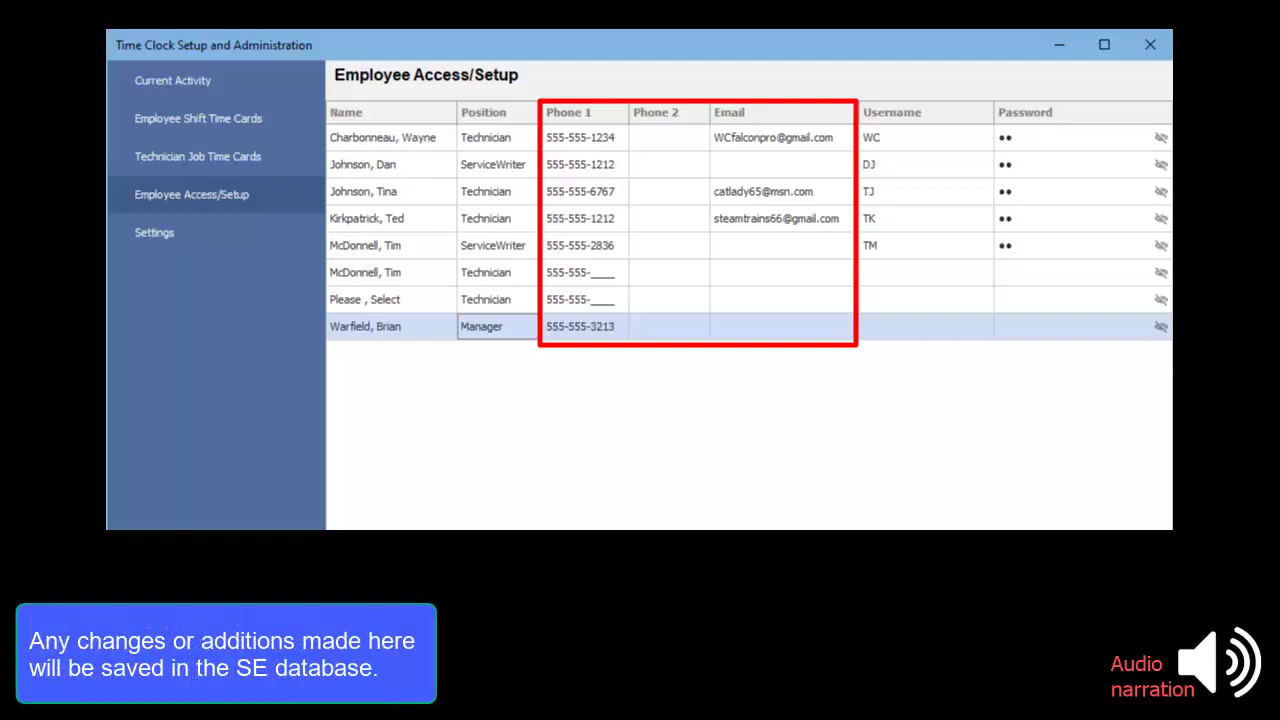 Time Clock Setup and Administration
Current Activity
Employee Shift Time Cards
Technician Job Time Cards
Employee Access/Setup
Settings
Employee Access/Setup
Name Position Phone 1 Phone 2 Email Username Password
Charbonneau, Wayne Technician 555-555-1234 WCfalconpro@gmail.com WC ••
Johnson, Dan ServiceWriter 555-555-1212 DJ ••
Johnson, Tina Technician 555-555-6767 catlady65@msn.com TJ ••
Kirkpatrick, Ted Technician 555-555-1212 steamtrains66@gmail.com TK ••
McDonnell, Tim ServiceWriter 555-555-2836 TM ••
McDonnell, Tim Technician 555-555-____
Please , Select Technician 555-555-____
Warfield, Brian Manager 555-555-3213
Any changes or additions made here
will be saved in the SE database.
Audio
narration